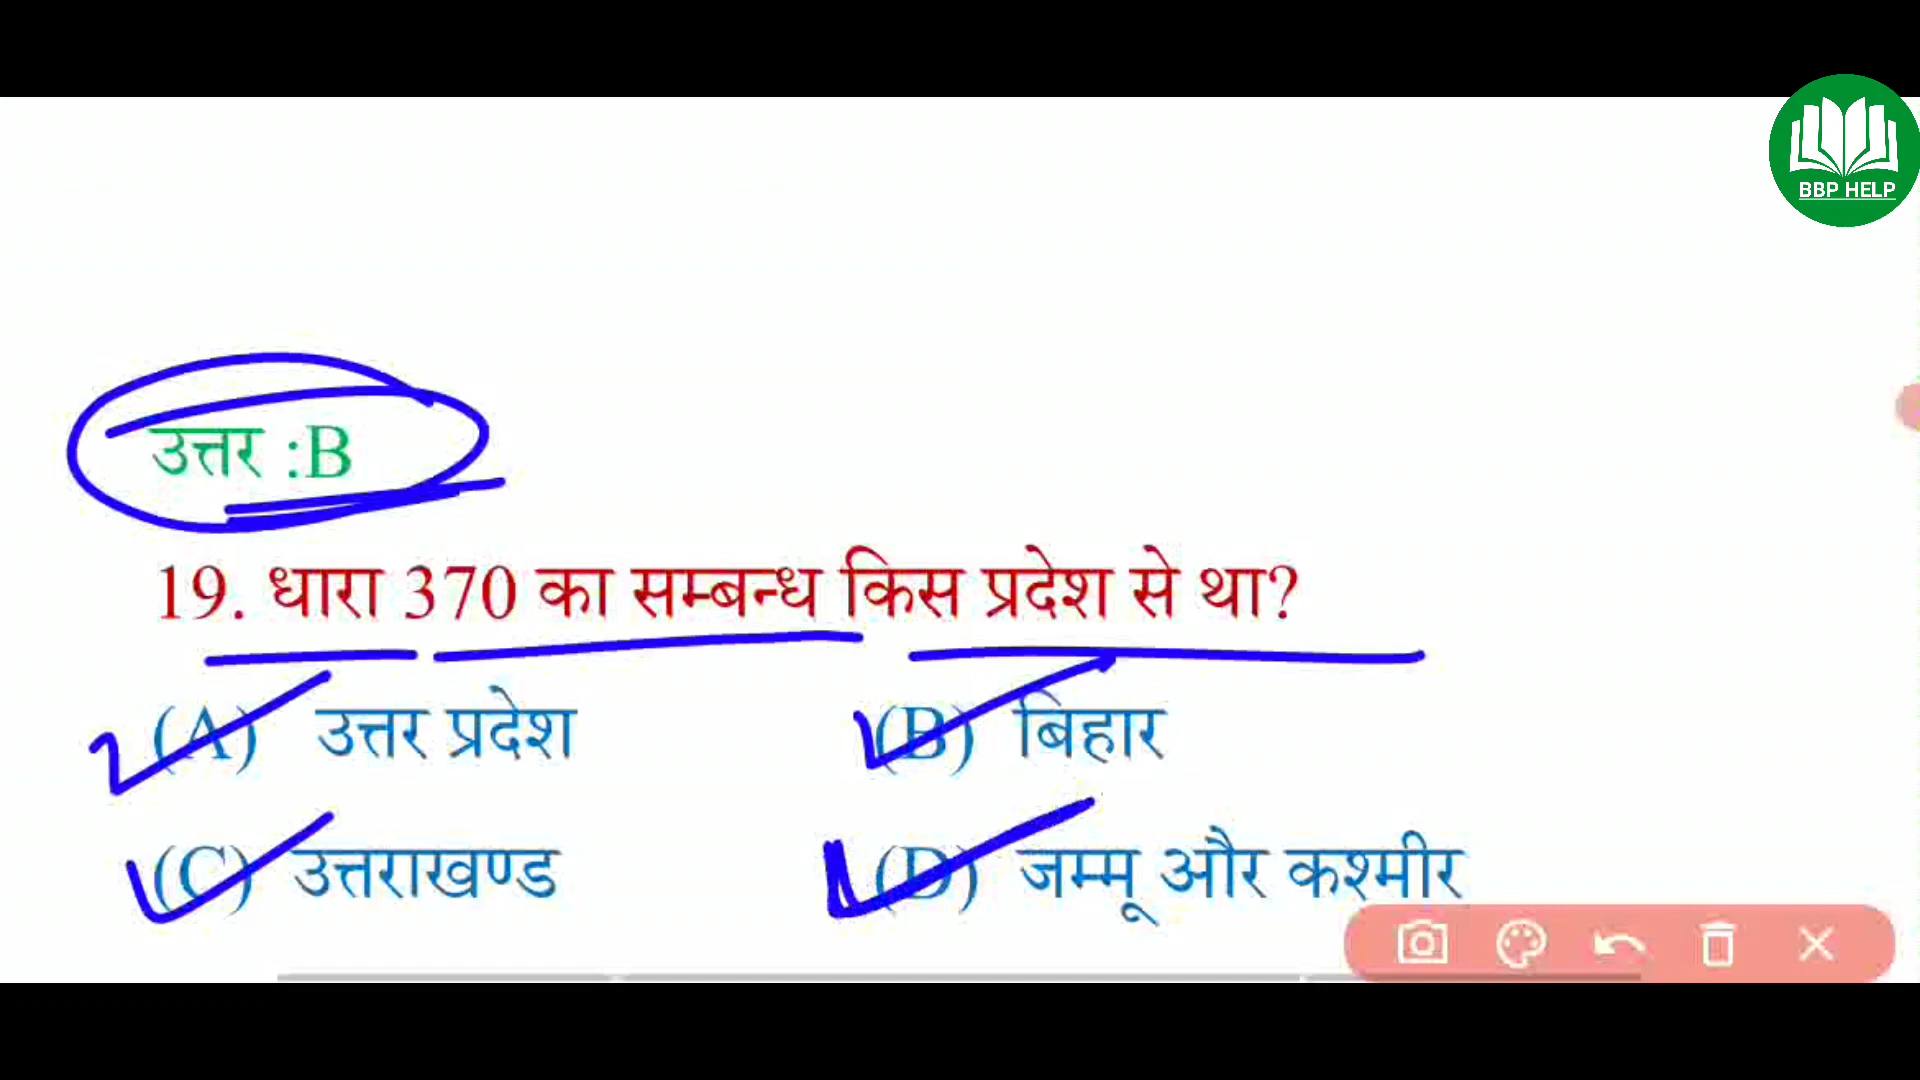 BBP HELP
उत्तर :B
19. धारा 370 का सम्बन्ध किस प्रदेश से था?
(A) उत्तर प्रदेश (B) बिहार
(C) उत्तराखण्ड (D) जम्मू और कश्मीर